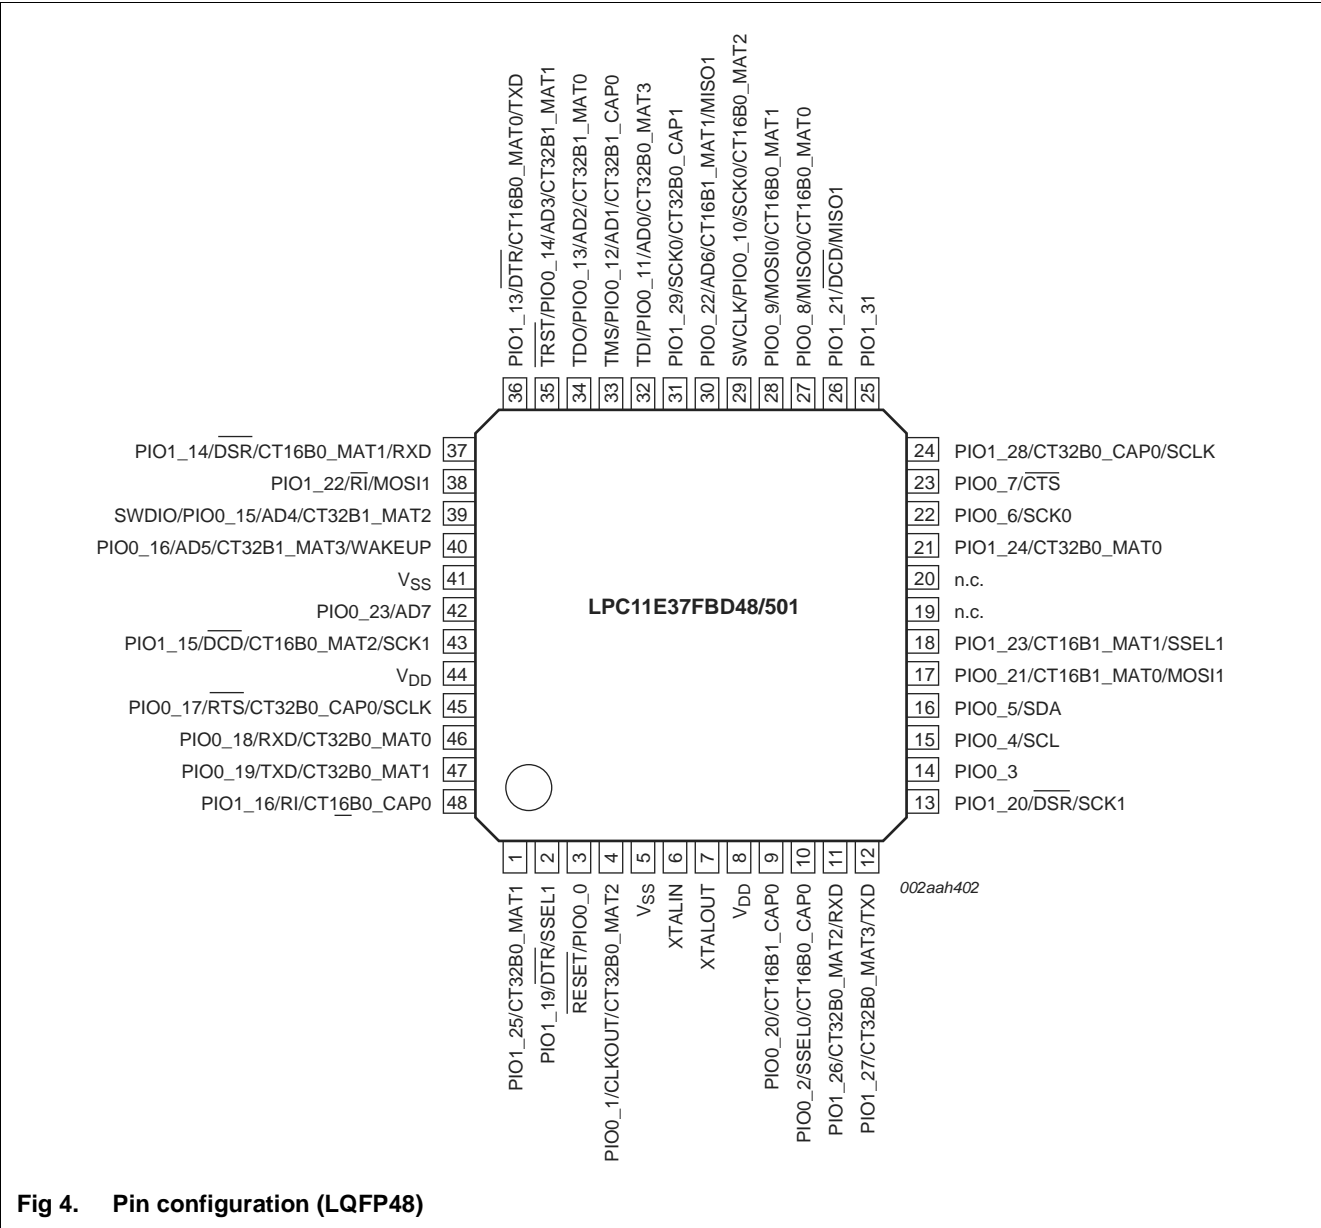 PIO1_13/DTR/CT16B0_MAT0/TXD
TRST/PIO0_14/AD3/CT32B1_MAT1
TDO/PIO0_13/AD2/CT32B1_MAT0
TMS/PIO0_12/AD1/CT32B1_CAP0
TDI/PIO0_11/AD0/CT32B0_MAT3
PIO1_29/SCK0/CT32B0_CAP1
PIO0_22/AD6/CT16B1_MAT1/MISO1
SWCLK/PIO0_10/SCK0/CT16B0_MAT2
PIO0_9/MOSI0/CT16B0_MAT1
PIO0_8/MISO0/CT16B0_MAT0
PIO1_21/DCD/MISO1
PIO1_31
36 35 34 33 32 31 30 29 28 27 26 25
PIO1_14/DSR/CT16B0_MAT1/RXD 37
PIO1_22/RI/MOSI1 38
SWDIO/PIO0_15/AD4/CT32B1_MAT2 39
PIO0_16/AD5/CT32B1_MAT3/WAKEUP 40
VSS 41
PIO0_23/AD7 42
PIO1_15/DCD/CT16B0_MAT2/SCK1 43
VDD 44
PIO0_17/RTS/CT32B0_CAP0/SCLK 45
PIO0_18/RXD/CT32B0_MAT0 46
PIO0_19/TXD/CT32B0_MAT1 47
PIO1_16/RI/CT16B0_CAP0 48
LPC11E37FBD48/501
24 PIO1_28/CT32B0_CAP0/SCLK
23 PIO0_7/CTS
22 PIO0_6/SCK0
21 PIO1_24/CT32B0_MAT0
20 n.c.
19 n.c.
18 PIO1_23/CT16B1_MAT1/SSEL1
17 PIO0_21/CT16B1_MAT0/MOSI1
16 PIO0_5/SDA
15 PIO0_4/SCL
14 PIO0_3
13 PIO1_20/DSR/SCK1
1 2 3 4 5 6 7 8 9 10 11 12
PIO1_25/CT32B0_MAT1
PIO1_19/DTR/SSEL1
RESET/PIO0_0
PIO0_1/CLKOUT/CT32B0_MAT2
VSS
XTALIN
XTALOUT
VDD
PIO0_20/CT16B1_CAP0
PIO0_2/SSEL0/CT16B0_CAP0
PIO1_26/CT32B0_MAT2/RXD
PIO1_27/CT32B0_MAT3/TXD
002aah402
Fig 4. Pin configuration (LQFP48)